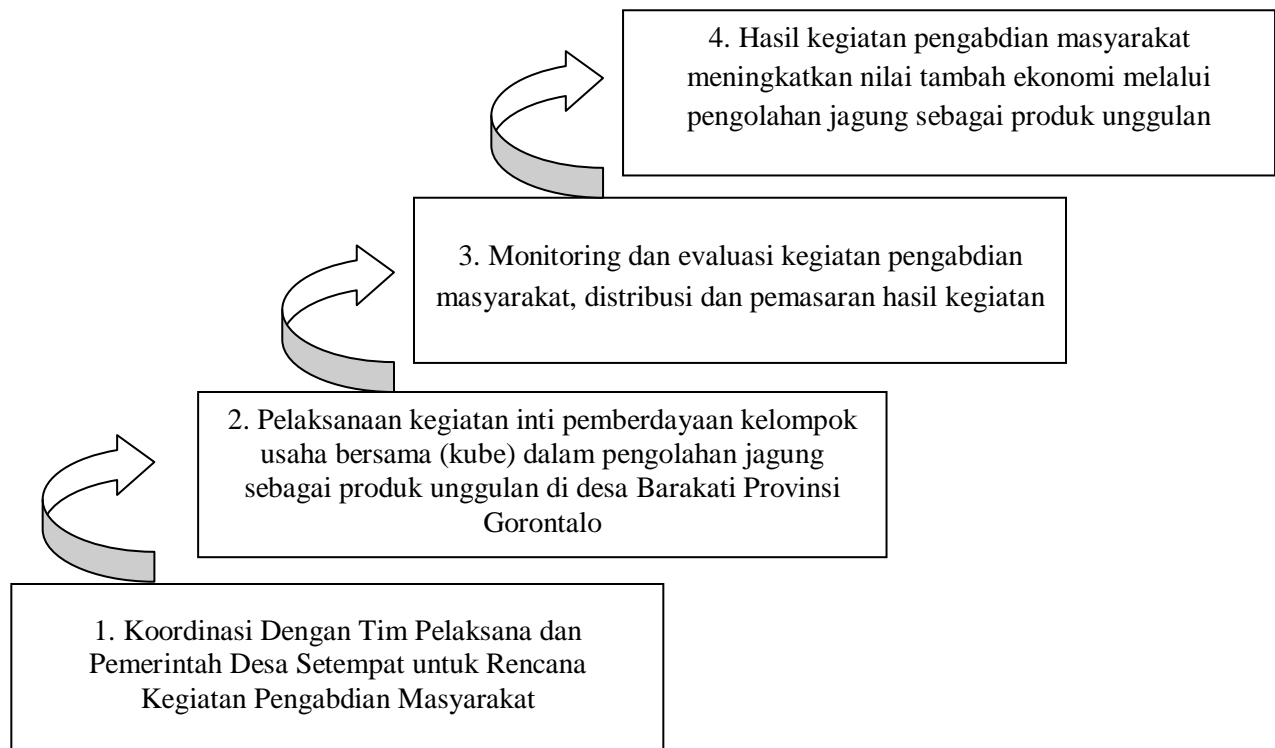 4. Hasil kegiatan pengabdian masyarakat
meningkatkan nilai tambah ekonomi melalui
pengolahan jagung sebagai produk unggulan
3. Monitoring dan evaluasi kegiatan pengabdian
masyarakat, distribusi dan pemasaran hasil kegiatan
2. Pelaksanaan kegiatan inti pemberdayaan kelompok
usaha bersama (kube) dalam pengolahan jagung
sebagai produk unggulan di desa Barakati Provinsi
Gorontalo
1. Koordinasi Dengan Tim Pelaksana dan
Pemerintah Desa Setempat untuk Rencana
Kegiatan Pengabdian Masyarakat